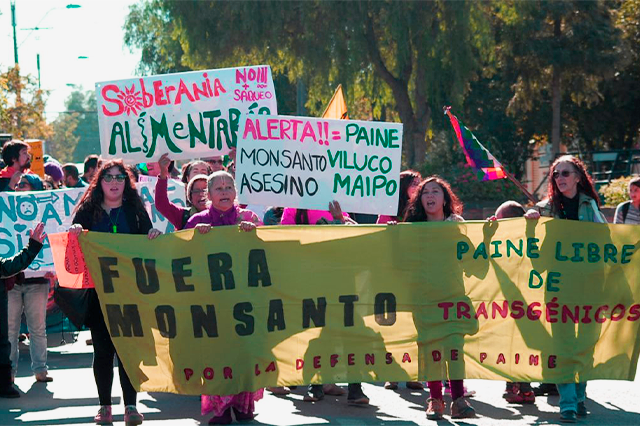 SoBERANiA
ALiMeNtARia
NO!!!
+
SAQUEO
ALERTA!!=PAINE
MONSANTO VILUCO
ASESINO MAIPO
NO A
FUERA
MONSANTO
POR LA DEFENSA DE PAINE
PAINE LIBRE
DE
TRANSGÉNICOS